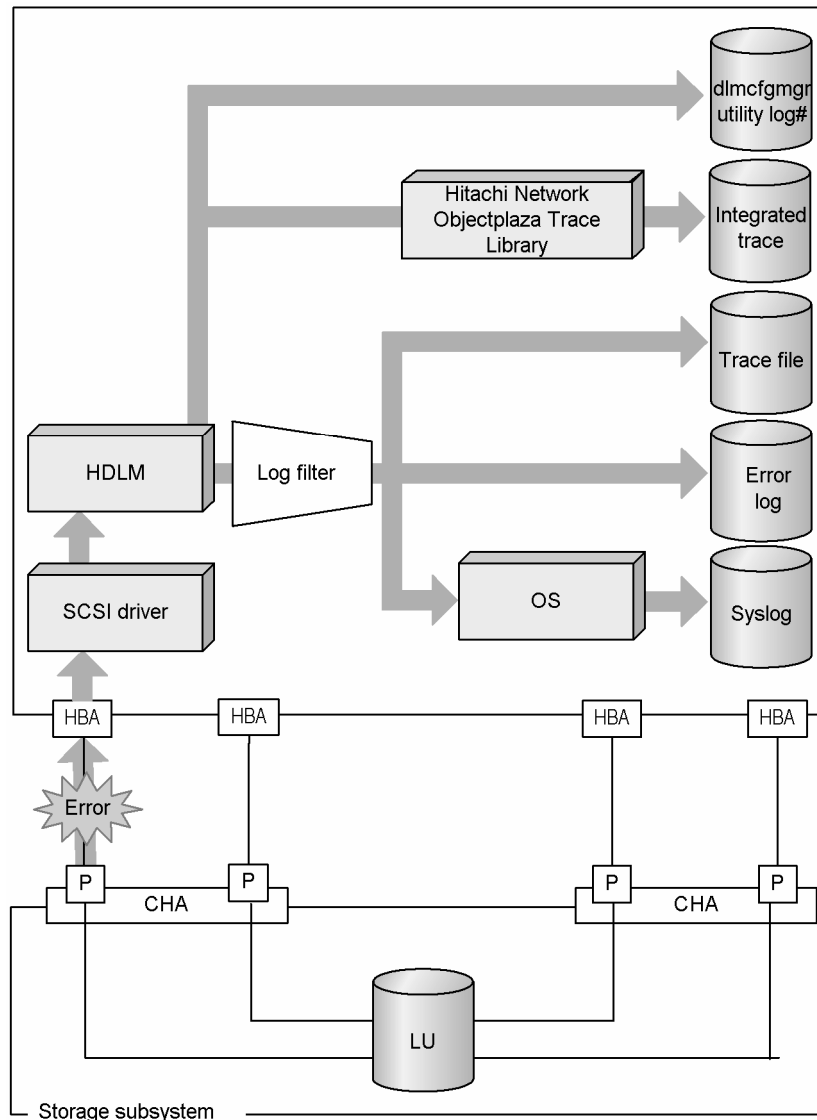 dlmcfgmgr
utility log#
Hitachi Network
Objectplaza Trace
Library
Integrated
trace
Trace file
HDLM
Log filter
Error
log
SCSI driver
OS
Syslog
HBA
HBA
HBA
HBA
Error
P
P
P
P
CHA
CHA
LU
Storage subsystem